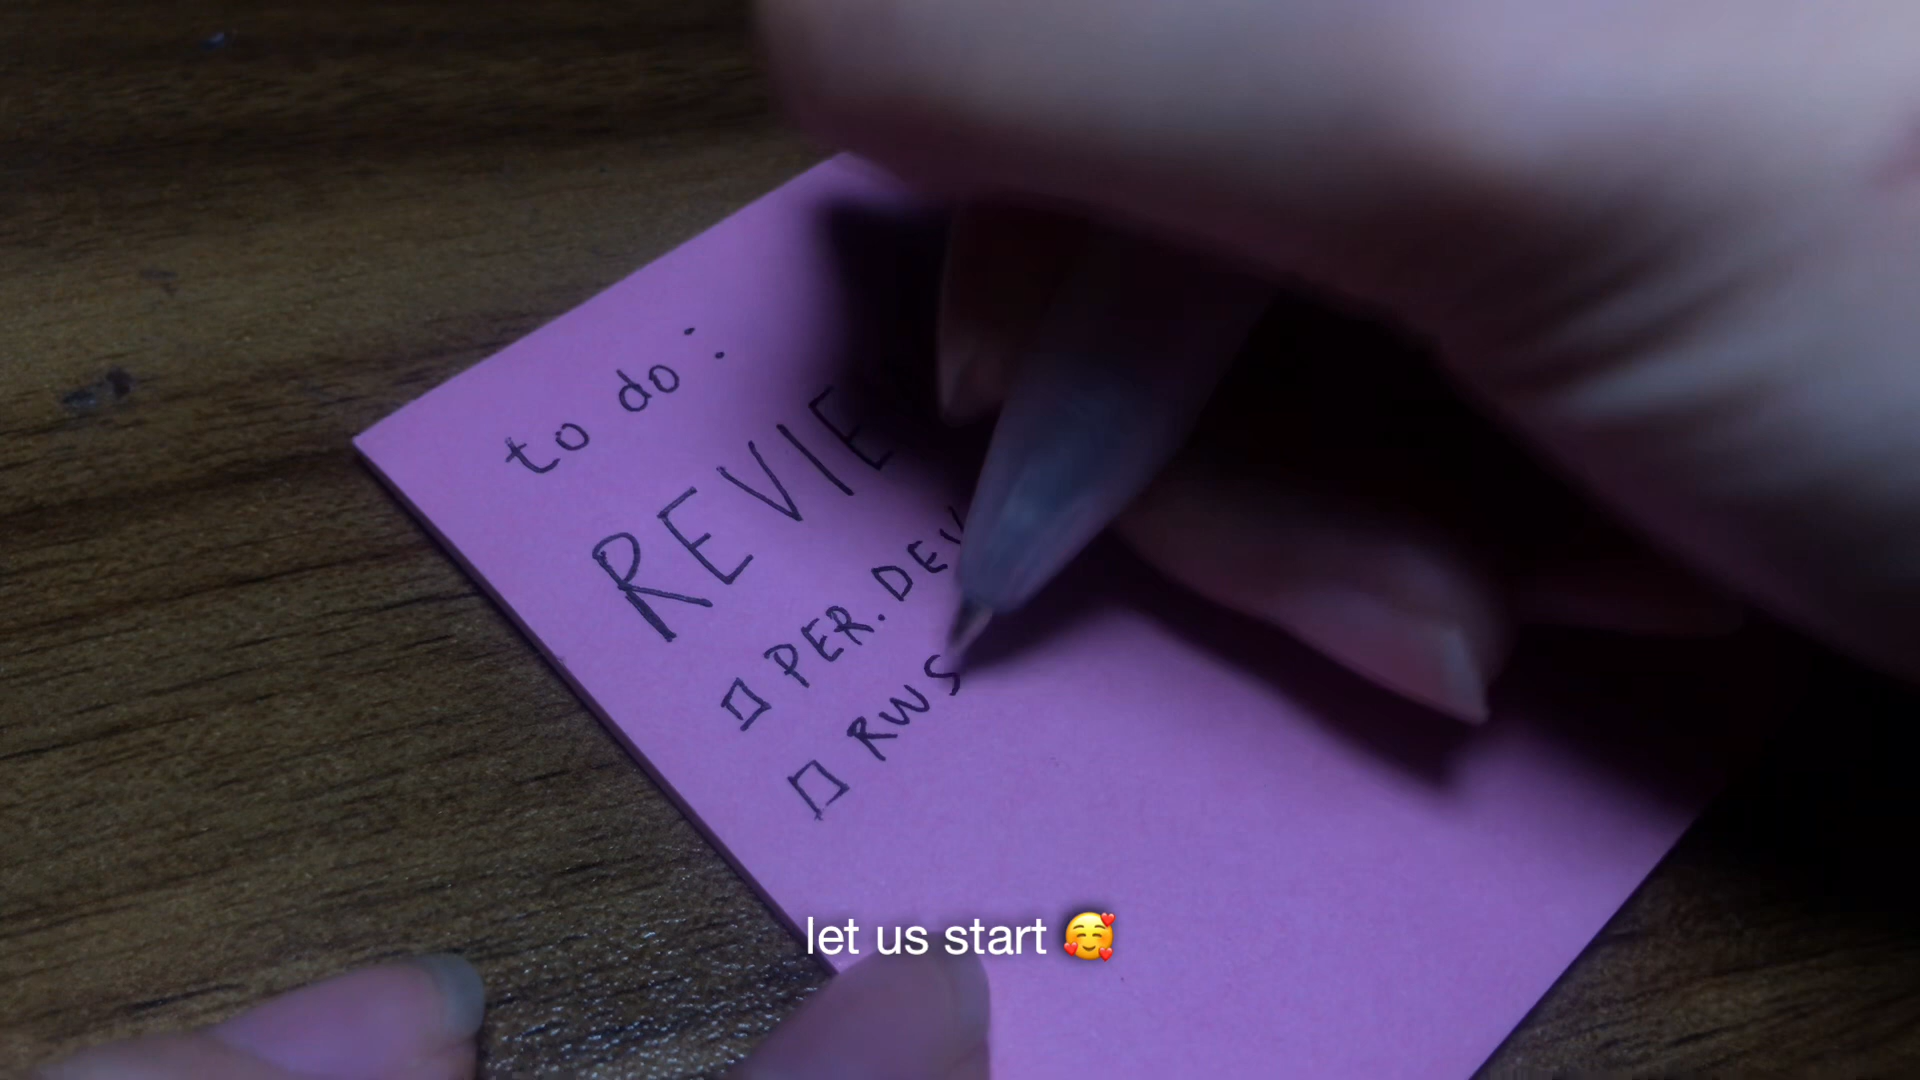 to do :
REVIE
PER. DEV
RWS
let us start 🥰